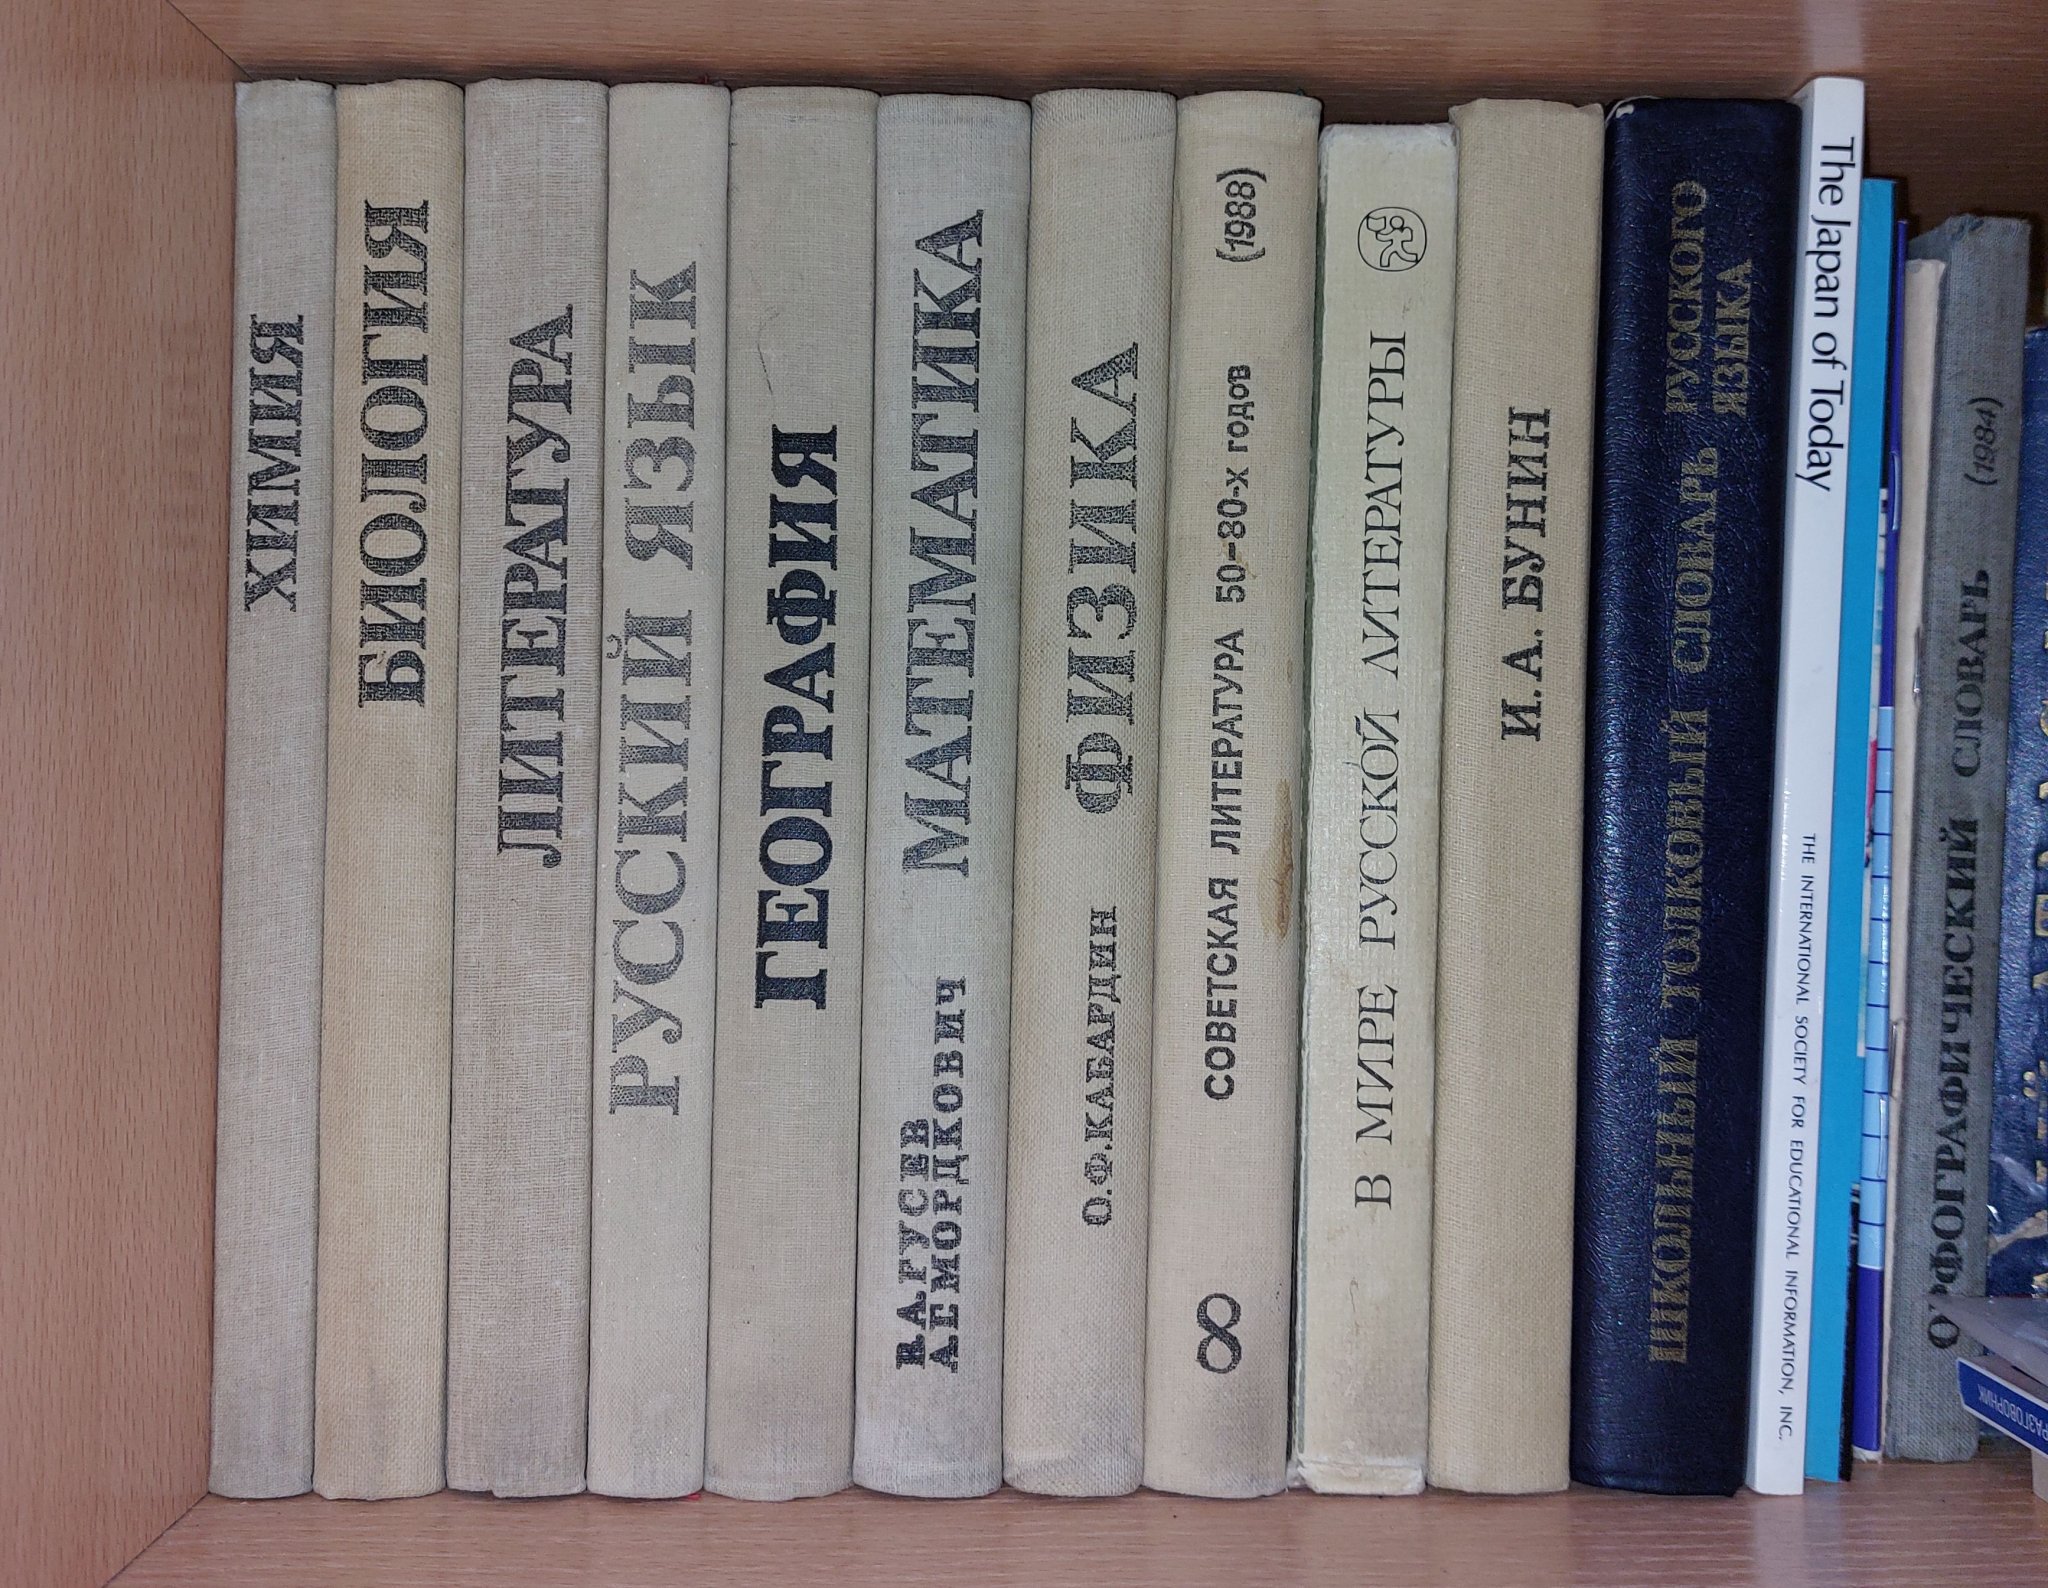 ХИМИЯ
БИОЛОГИЯ
ЛИТЕРАТУРА
РУССКИЙ ЯЗЫК
ГЕОГРАФИЯ
В.А.ГУСЕВ
А.Г.МОРДКОВИЧ
МАТЕМАТИКА
О.Ф.КАБАРДИН
ФИЗИКА
8 СОВЕТСКАЯ ЛИТЕРАТУРА 50-80-х годов (1988)
В МИРЕ РУССКОЙ ЛИТЕРАТУРЫ
И. А. БУНИН
ШКОЛЬНЫЙ ТОЛКОВЫЙ СЛОВАРЬ РУССКОГО
ЯЗЫКА
The Japan of Today
THE INTERNATIONAL SOCIETY FOR EDUCATIONAL INFORMATION, INC.
ОРФОГРАФИЧЕСКИЙ СЛОВАРЬ (1984)
РАЗГОВОРНИК